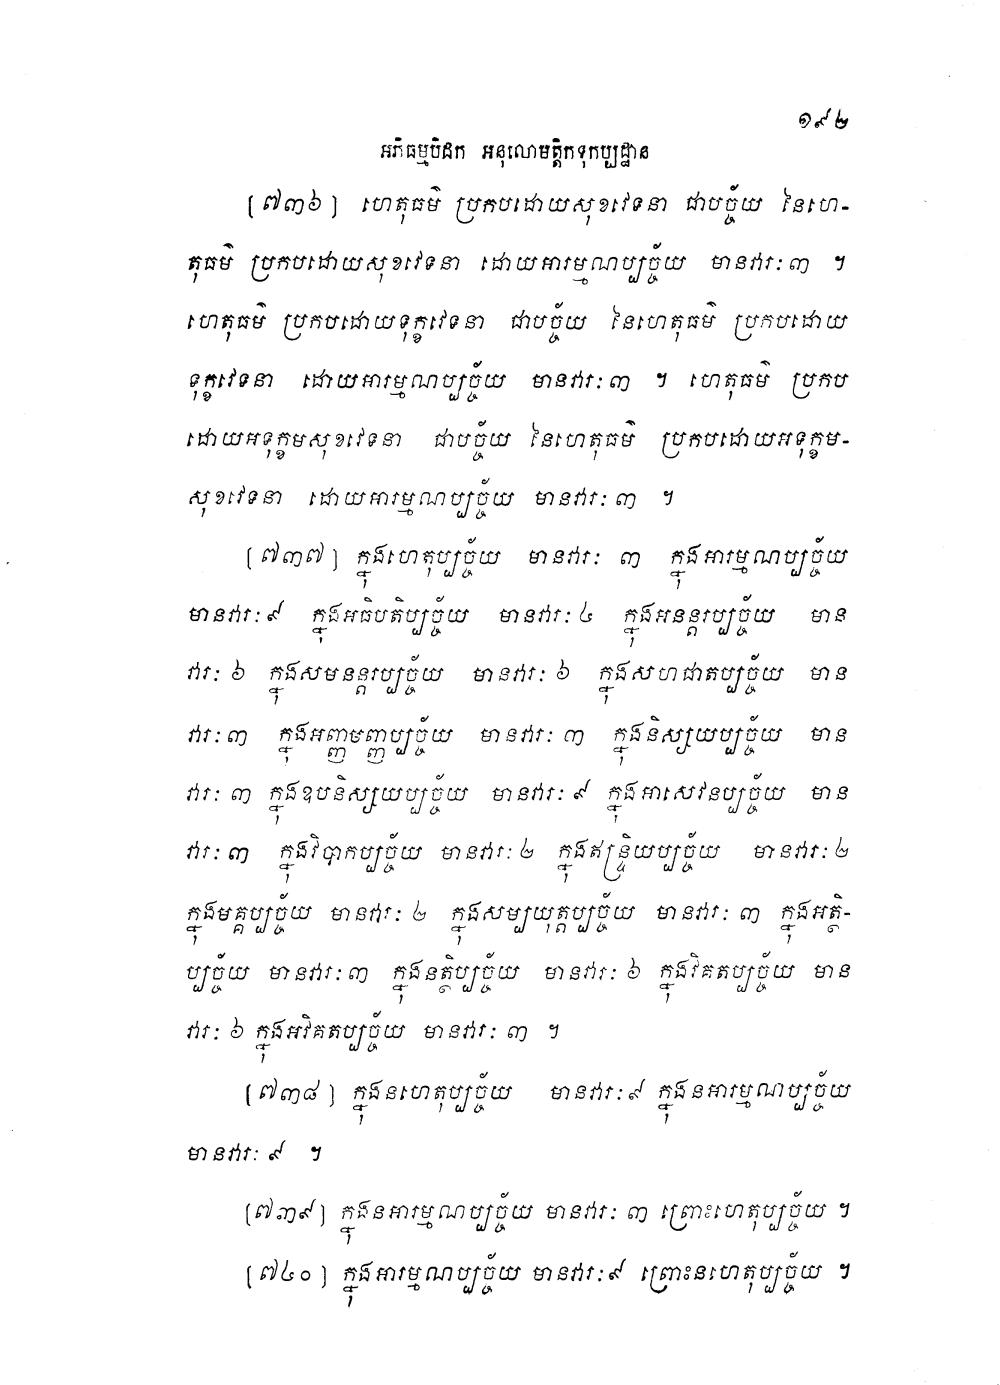 ១៩២
អភិធម្មបិដក អនុលោមត្តិកទុកប្បដ្ឋាន
[៧៣៦] ហេតុធម៌ ប្រកបដោយសុខវេទនា ជាបច្ច័យ នៃហេ-
តុធម៌ ប្រកបដោយសុខវេទនា ដោយអារម្មណប្បច្ច័យ មានវារៈ៣ ។
ហេតុធម៌ ប្រកបដោយទុក្ខវេទនា ជាបច្ច័យ នៃហេតុធម៌ ប្រកបដោយ
ទុក្ខវេទនា ដោយអារម្មណប្បច្ច័យ មានវារៈ៣ ។ ហេតុធម៌ ប្រកប
ដោយអទុក្ខមសុខវេទនា ជាបច្ច័យ នៃហេតុធម៌ ប្រកបដោយអទុក្ខម-
សុខវេទនា ដោយអារម្មណប្បច្ច័យ មានវារៈ៣ ។
[៧៣៧] ក្នុងហេតុប្បច្ច័យ មានវារៈ ៣ ក្នុងអារម្មណប្បច្ច័យ
មានវារៈ៩ ក្នុងអធិបតិប្បច្ច័យ មានវារៈ៤ ក្នុងអនន្តរប្បច្ច័យ មាន
វារៈ ៦ ក្នុងសមនន្តរប្បច្ច័យ មានវារៈ ៦ ក្នុងសហជាតប្បច្ច័យ មាន
វារៈ៣ ក្នុងអញ្ញមញ្ញប្បច្ច័យ មានវារៈ៣ ក្នុងនិស្សយប្បច្ច័យ មាន
វារៈ ៣ ក្នុងឧបនិស្សយប្បច្ច័យ មានវារៈ៩ ក្នុងអាសេវនប្បច្ច័យ មាន
វារៈ ៣ ក្នុងវិបាកប្បច្ច័យ មានវារៈ២ ក្នុងឥន្ទ្រិយប្បច្ច័យ មានវារៈ២
ក្នុងមគ្គប្បច្ច័យ មានវារៈ ២ ក្នុងសម្បយុត្តប្បច្ច័យ មានវារៈ ៣ ក្នុងអត្ថិ-
ប្បច្ច័យ មានវារៈ៣ ក្នុងនត្ថិប្បច្ច័យ មានវារៈ ៦ ក្នុងវិគតប្បច្ច័យ មាន
វារៈ ៦ ក្នុងអវិគតប្បច្ច័យ មានវារៈ ៣ ។
[៧៣៨] ក្នុងនហេតុប្បច្ច័យ មានវារៈ៩ ក្នុងនអារម្មណប្បច្ច័យ
មានវារៈ ៩ ។
[៧៣៩] ក្នុងនអារម្មណប្បច្ច័យ មានវារៈ ៣ ព្រោះហេតុប្បច្ច័យ ។
[៧៤០] ក្នុងអារម្មណប្បច្ច័យ មានវារៈ៩ ព្រោះនហេតុប្បច្ច័យ ។